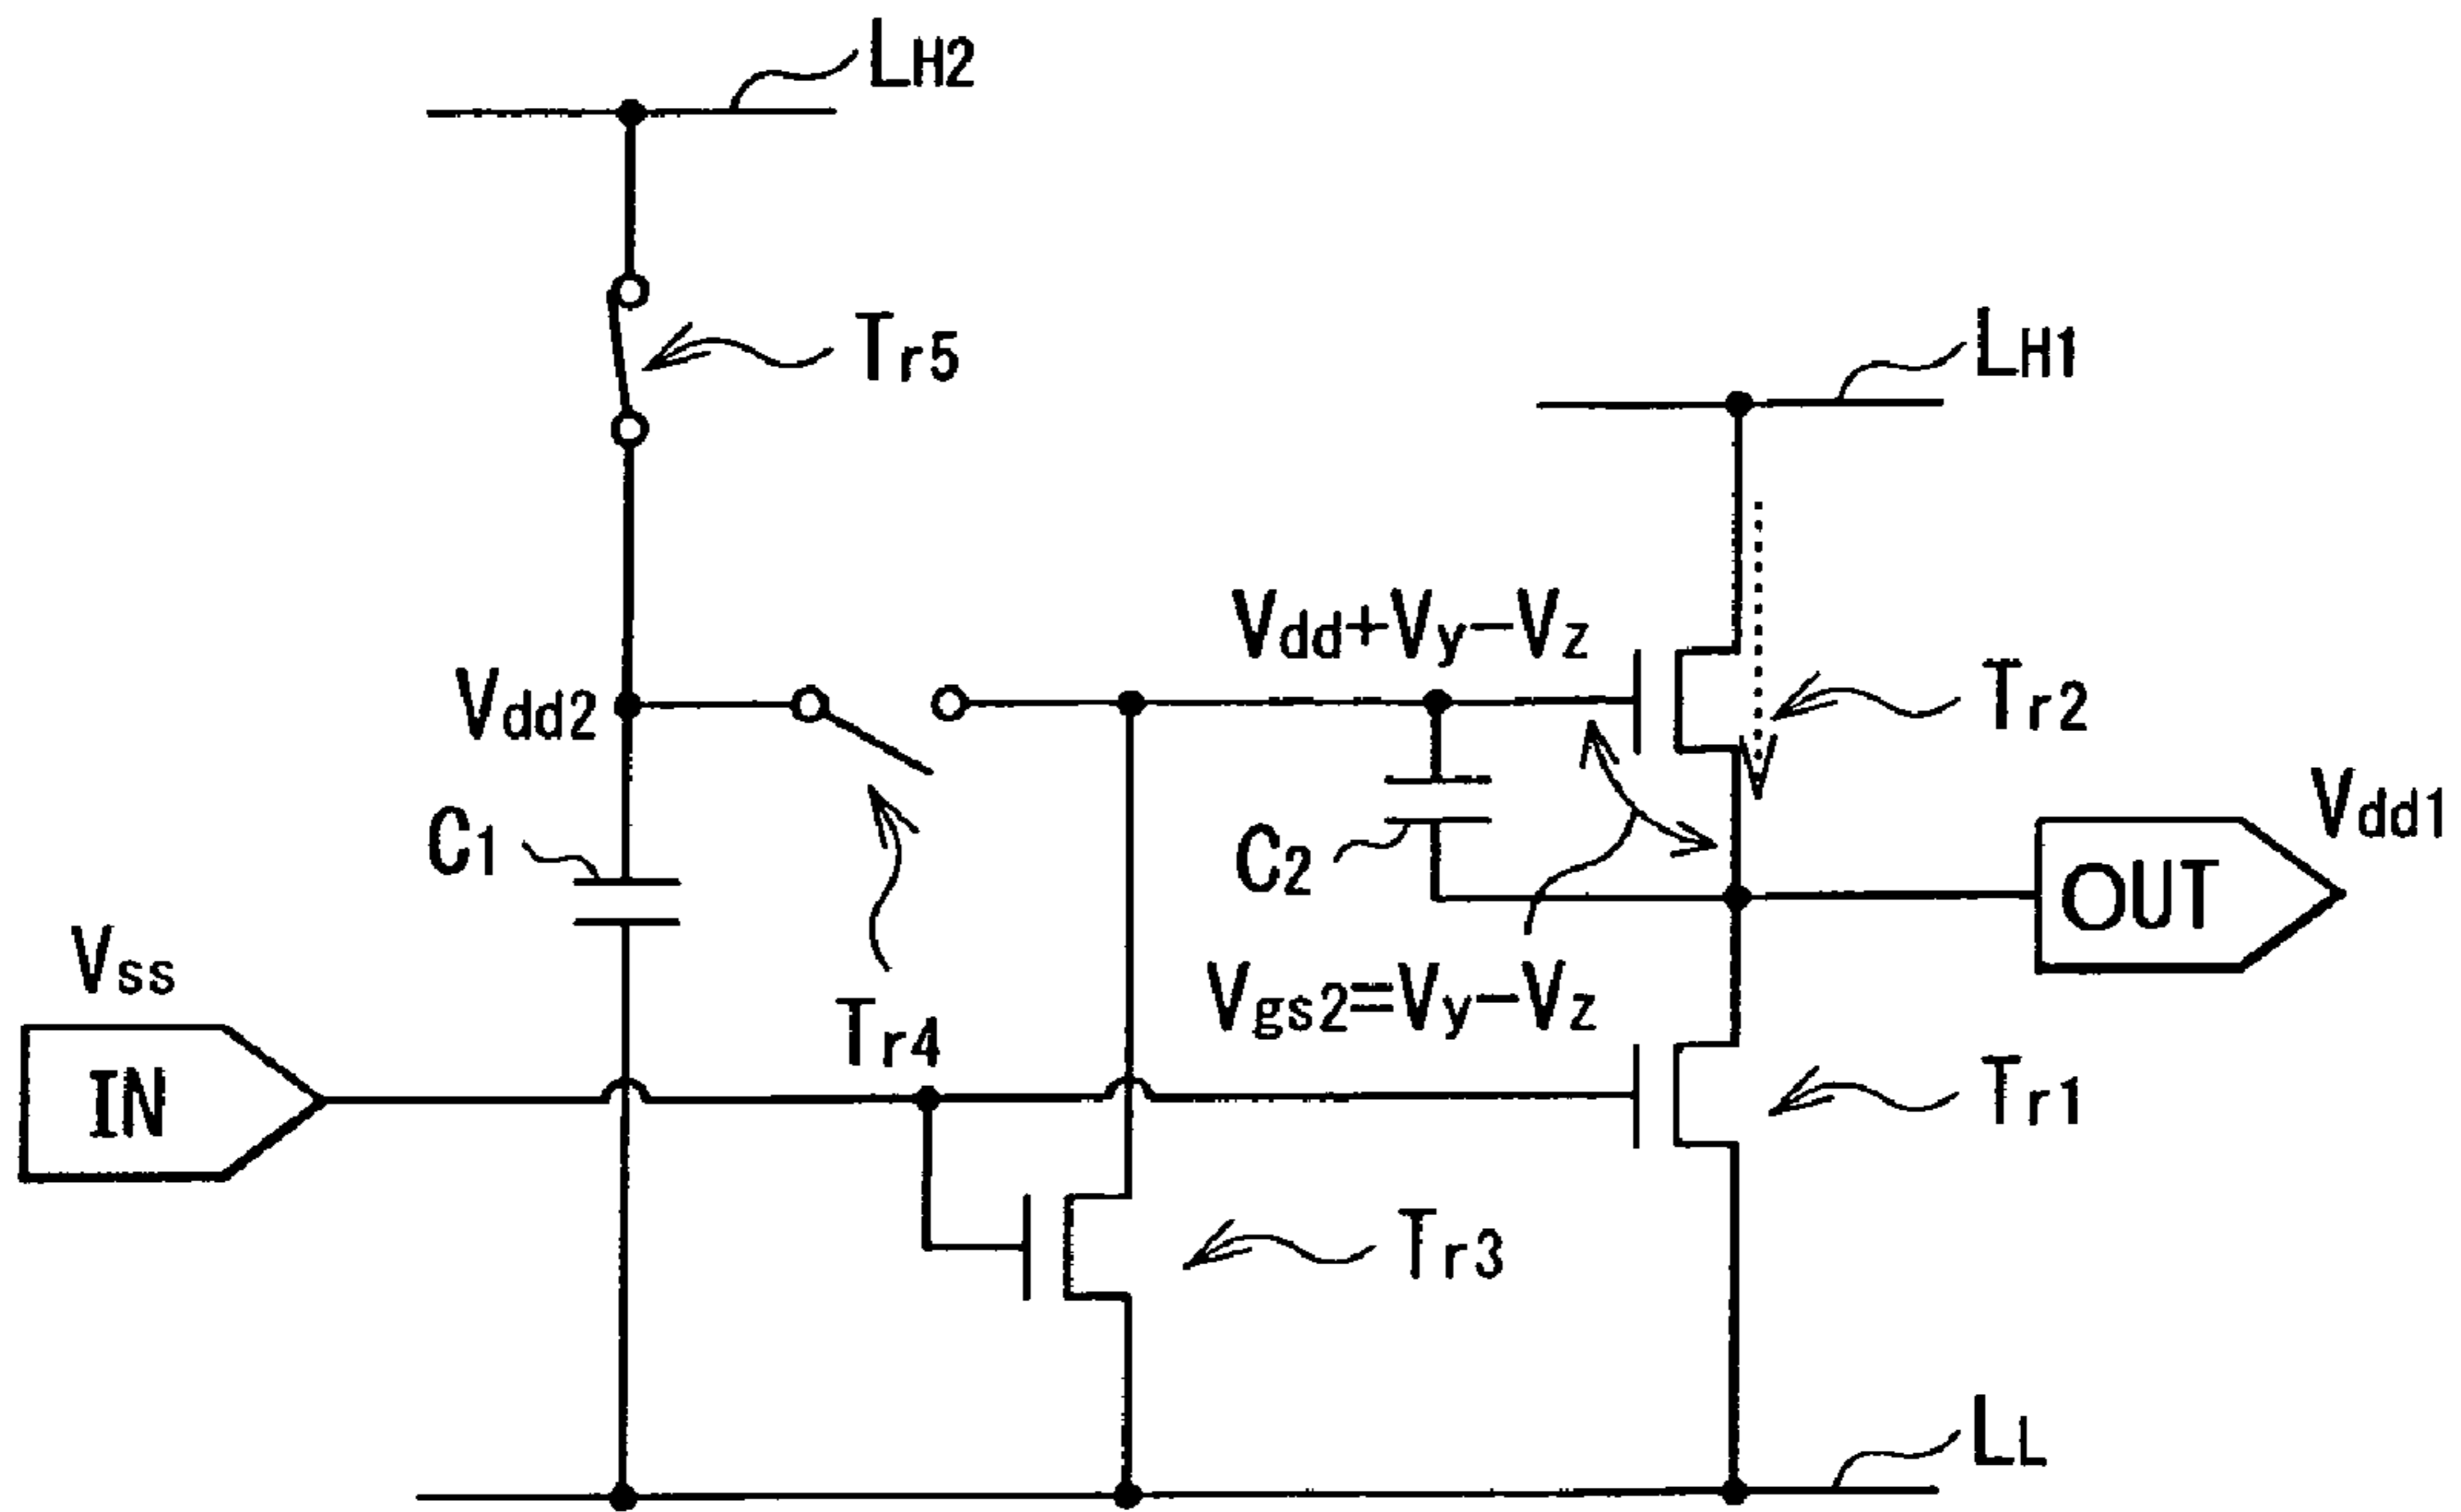 LH2
Tr5
LH1
Vdd+Vy−Vz
Tr2
Vdd2
C1
C2
Vdd1
OUT
Vss
Vgs2=Vy−Vz
Tr4
IN
Tr1
Tr3
LL